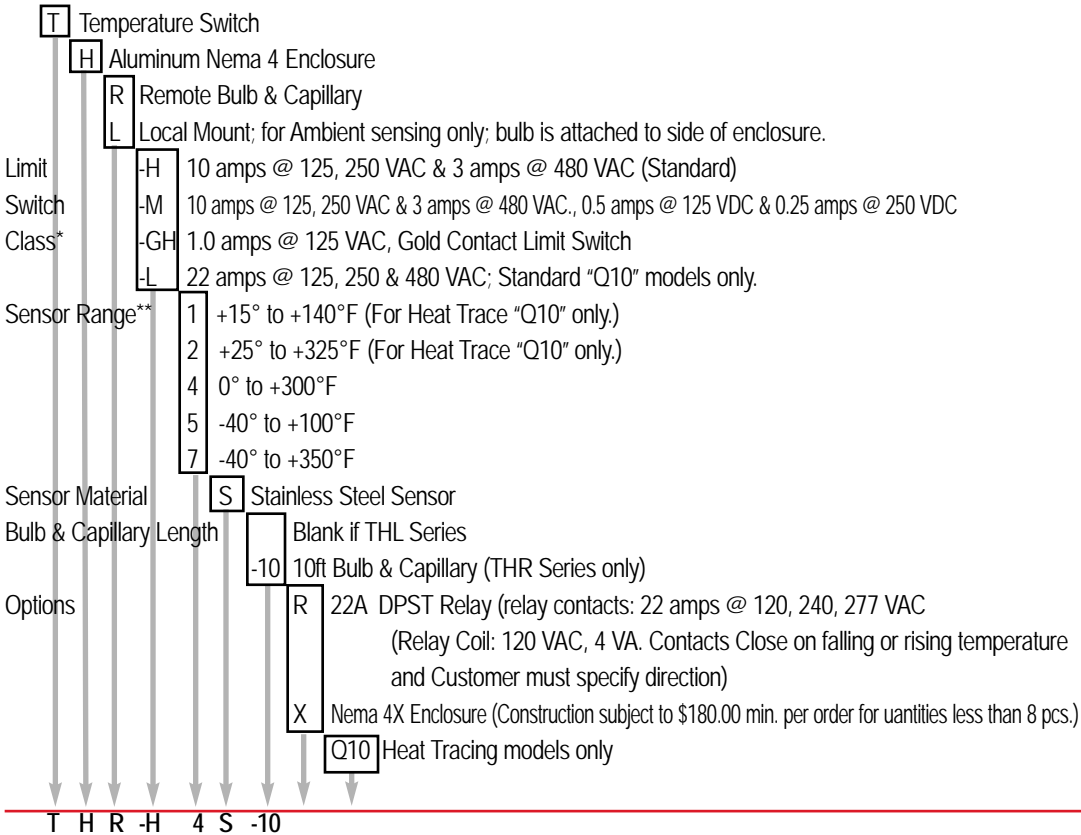 T Temperature Switch
H Aluminum Nema 4 Enclosure
R Remote Bulb & Capillary
L Local Mount; for Ambient sensing only; bulb is attached to side of enclosure.
Limit -H 10 amps @ 125, 250 VAC & 3 amps @ 480 VAC (Standard)
Switch -M 10 amps @ 125, 250 VAC & 3 amps @ 480 VAC., 0.5 amps @ 125 VDC & 0.25 amps @ 250 VDC
Class* -GH 1.0 amps @ 125 VAC, Gold Contact Limit Switch
-L 22 amps @ 125, 250 & 480 VAC; Standard “Q10” models only.
Sensor Range** 1 +15° to +140°F (For Heat Trace “Q10” only.)
2 +25° to +325°F (For Heat Trace “Q10” only.)
4 0° to +300°F
5 -40° to +100°F
7 -40° to +350°F
Sensor Material S Stainless Steel Sensor
Bulb & Capillary Length Blank if THL Series
-10 10ft Bulb & Capillary (THR Series only)
Options R 22A DPST Relay (relay contacts: 22 amps @ 120, 240, 277 VAC
(Relay Coil: 120 VAC, 4 VA. Contacts Close on falling or rising temperature
and Customer must specify direction)
X Nema 4X Enclosure (Construction subject to $180.00 min. per order for uantities less than 8 pcs.)
Q10 Heat Tracing models only
T H R -H 4 S -10